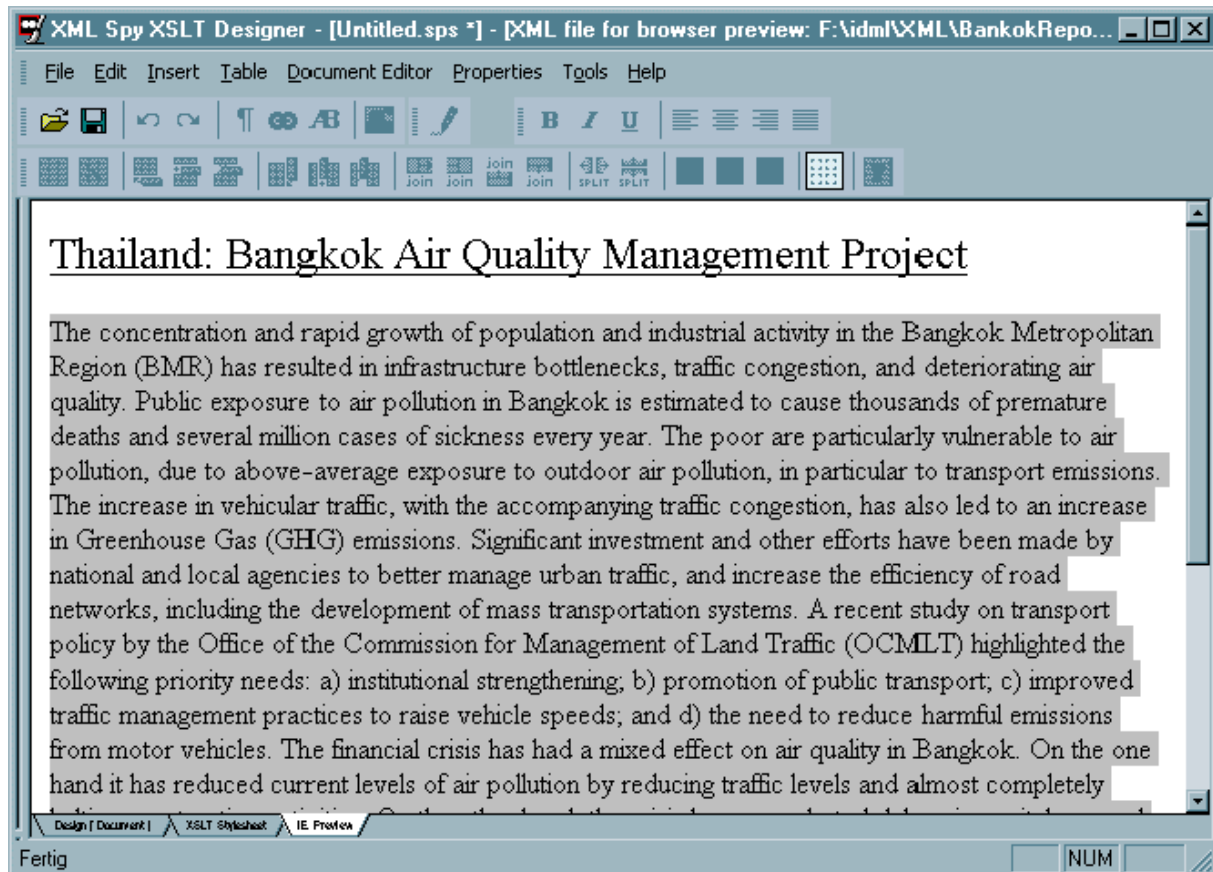 XML Spy XSLT Designer - [Untitled.sps *] - [XML file for browser preview: F:\idml\XML\BankokRepo...
File Edit Insert Table Document Editor Properties Tools Help
B I U
join join join join SPLIT SPLIT
Thailand: Bangkok Air Quality Management Project
The concentration and rapid growth of population and industrial activity in the Bangkok Metropolitan
Region (BMR) has resulted in infrastructure bottlenecks, traffic congestion, and deteriorating air
quality. Public exposure to air pollution in Bangkok is estimated to cause thousands of premature
deaths and several million cases of sickness every year. The poor are particularly vulnerable to air
pollution, due to above-average exposure to outdoor air pollution, in particular to transport emissions.
The increase in vehicular traffic, with the accompanying traffic congestion, has also led to an increase
in Greenhouse Gas (GHG) emissions. Significant investment and other efforts have been made by
national and local agencies to better manage urban traffic, and increase the efficiency of road
networks, including the development of mass transportation systems. A recent study on transport
policy by the Office of the Commission for Management of Land Traffic (OCMLT) highlighted the
following priority needs: a) institutional strengthening; b) promotion of public transport; c) improved
traffic management practices to raise vehicle speeds; and d) the need to reduce harmful emissions
from motor vehicles. The financial crisis has had a mixed effect on air quality in Bangkok. On the one
hand it has reduced current levels of air pollution by reducing traffic levels and almost completely
Design [ Document ] XSLT Stylesheet IE Preview
Fertig NUM